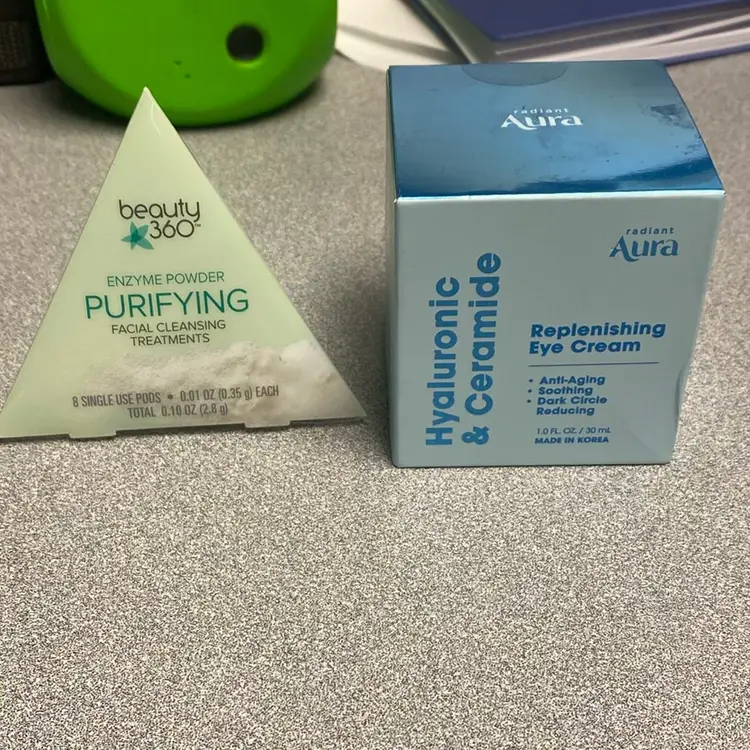 beauty
360™
ENZYME POWDER
PURIFYING
FACIAL CLEANSING
TREATMENTS
8 SINGLE USE PODS • 0.01 OZ (0.35 g) EACH
TOTAL 0.10 OZ (2.8 g)
radiant
Aura
radiant
Aura
Hyaluronic
& Ceramide
Replenishing
Eye Cream
• Anti-Aging
• Soothing
• Dark Circle
Reducing
1.0 FL. OZ. / 30 mL
MADE IN KOREA